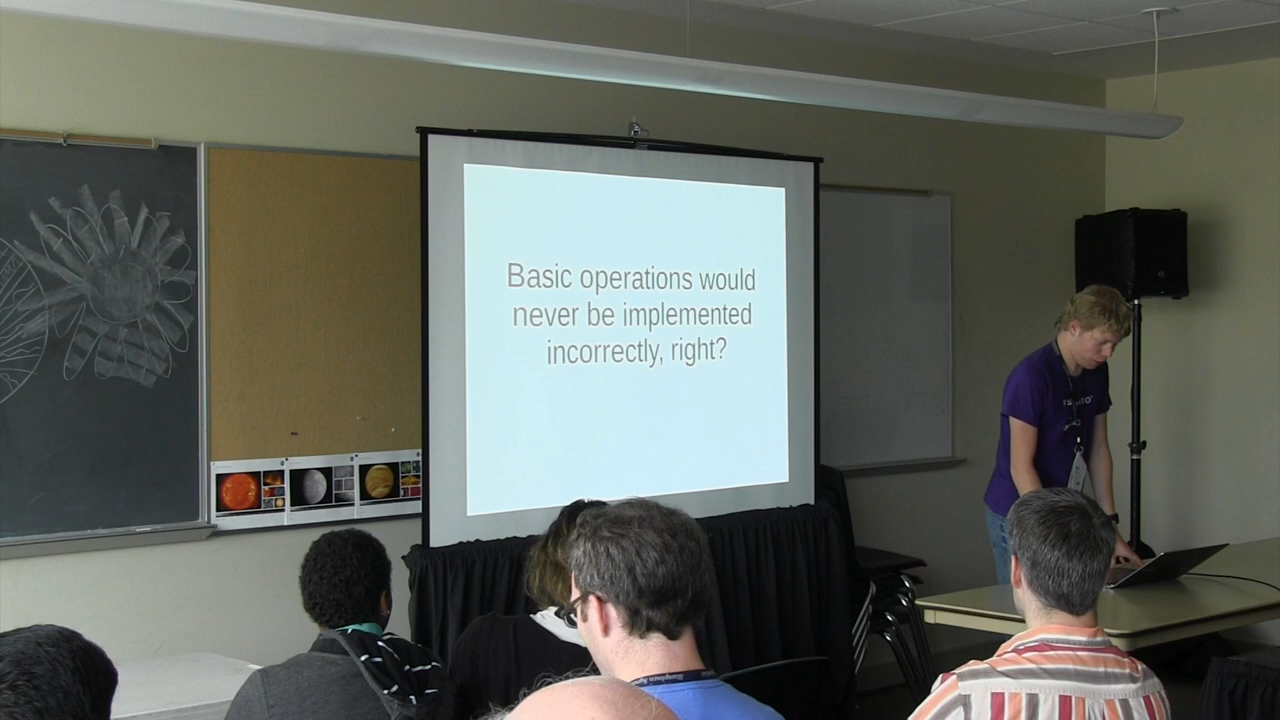 Basic operations would
never be implemented
incorrectly, right?